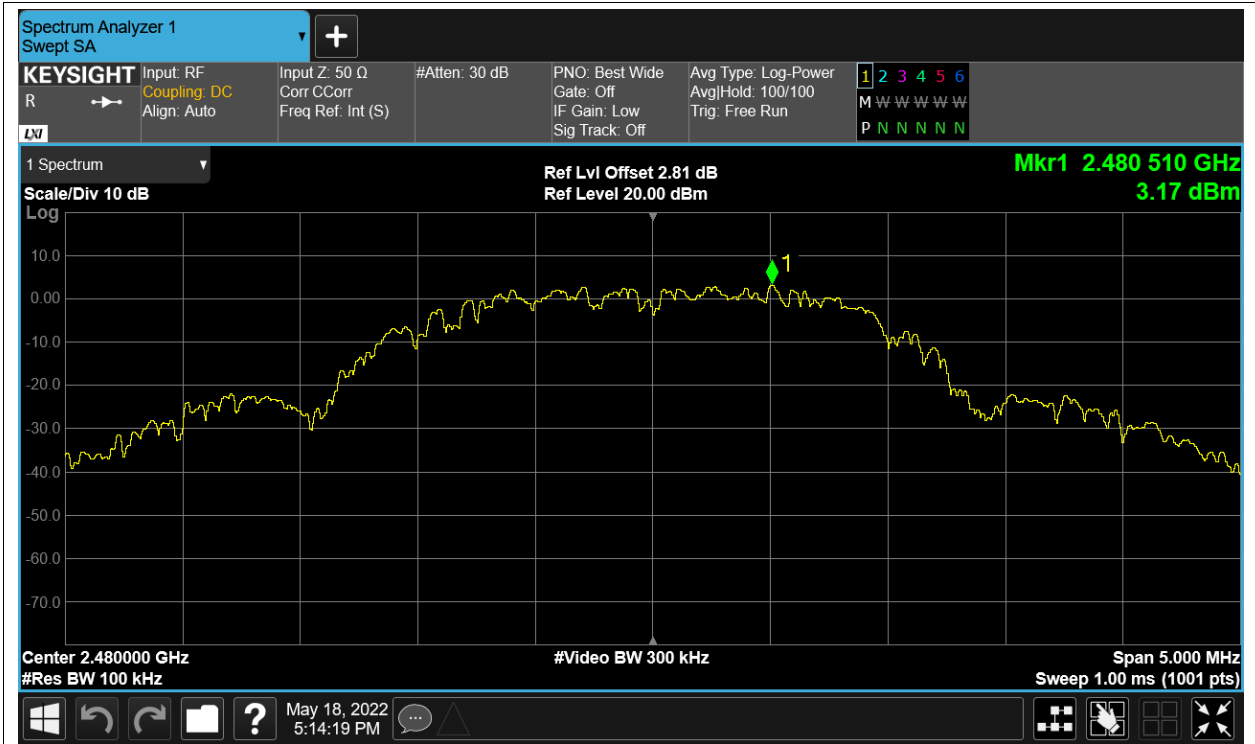 Spectrum Analyzer 1
Swept SA
KEYSIGHT
R
LXI
Input: RF
Coupling: DC
Align: Auto
Input Z: 50 Ω
Corr CCorr
Freq Ref: Int (S)
#Atten: 30 dB
PNO: Best Wide
Gate: Off
IF Gain: Low
Sig Track: Off
Avg Type: Log-Power
Avg|Hold: 100/100
Trig: Free Run
1 2 3 4 5 6
M W W W W W
P N N N N N
1 Spectrum
Scale/Div 10 dB
Log
Ref Lvl Offset 2.81 dB
Ref Level 20.00 dBm
Mkr1 2.480 510 GHz
3.17 dBm
10.0
1
0.00
-10.0
-20.0
-30.0
-40.0
-50.0
-60.0
-70.0
Center 2.480000 GHz
#Video BW 300 kHz
Span 5.000 MHz
#Res BW 100 kHz
Sweep 1.00 ms (1001 pts)
?
May 18, 2022
5:14:19 PM